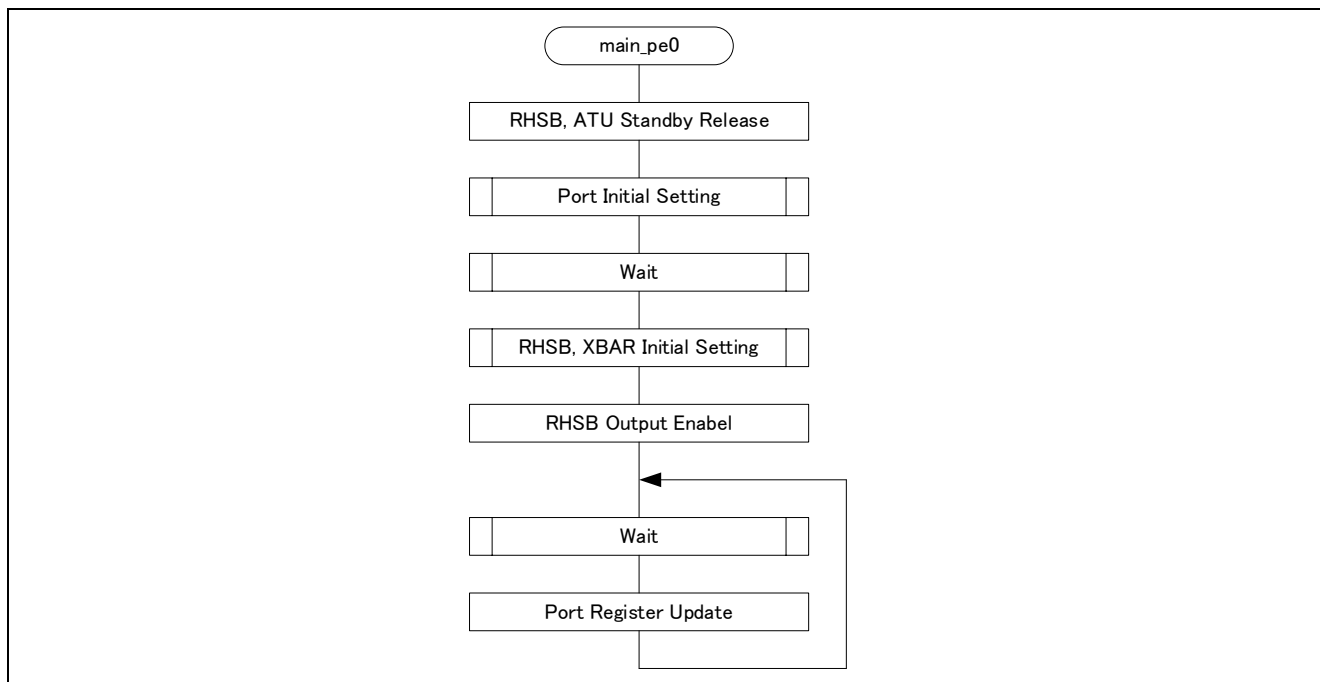 main_pe0
RHSB, ATU Standby Release
Port Initial Setting
Wait
RHSB, XBAR Initial Setting
RHSB Output Enabel
Wait
Port Register Update